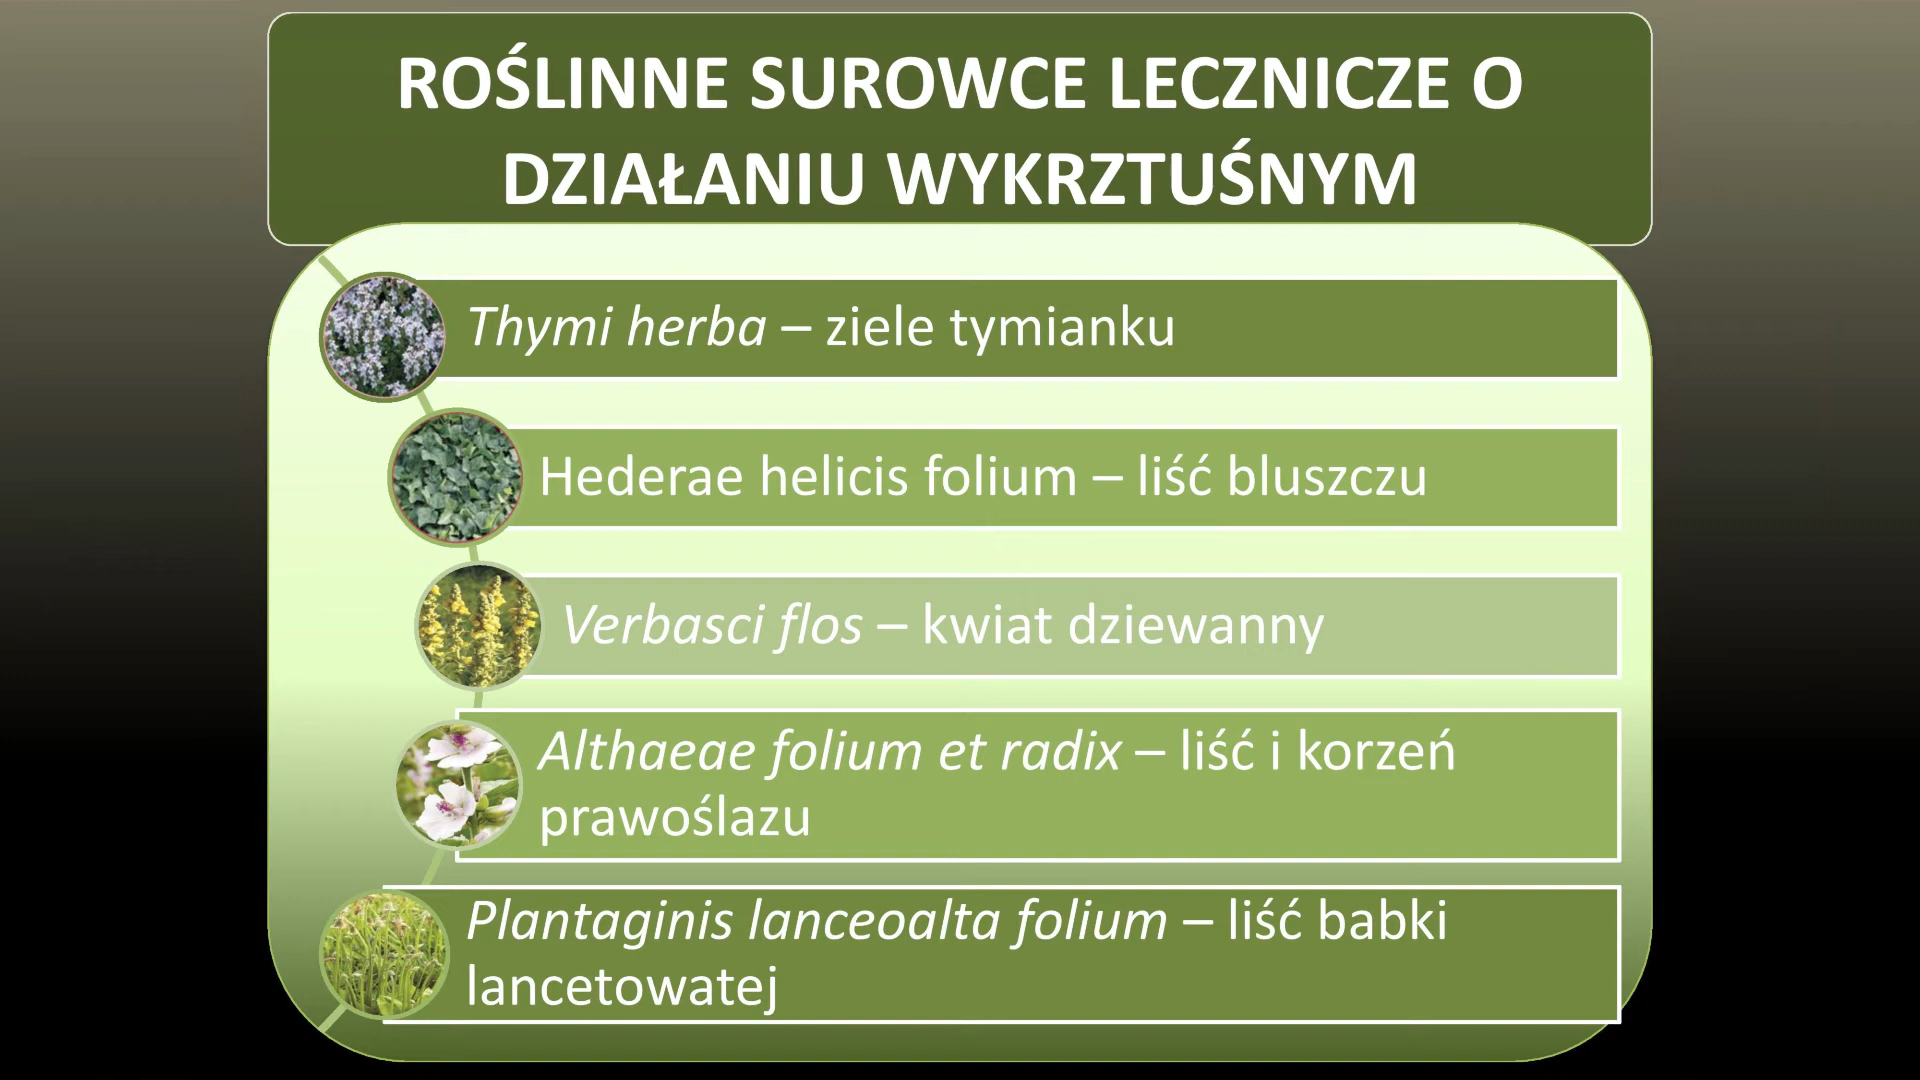 ROŚLINNE SUROWCE LECZNICZE O
DZIAŁANIU WYKRZTUŚNYM
Thymi herba – ziele tymianku
Hederae helicis folium – liść bluszczu
Verbasci flos – kwiat dziewanny
Althaeae folium et radix – liść i korzeń
prawoślazu
Plantaginis lanceoalta folium – liść babki
lancetowatej